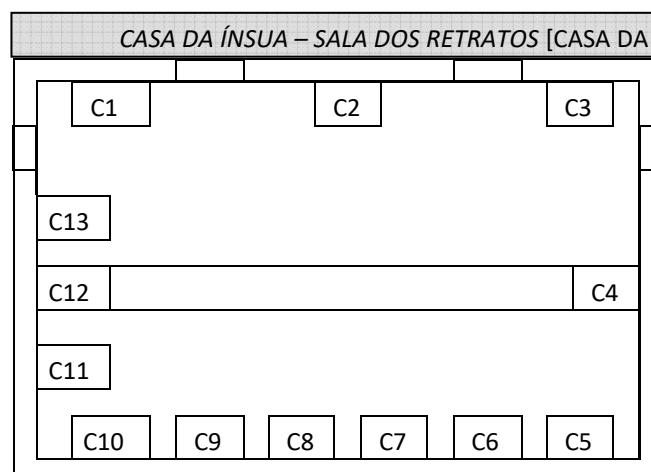 CASA DA ÍNSUA – SALA DOS RETRATOS [CASA DA
C1 C2 C3
C13
C12 C4
C11
C10 C9 C8 C7 C6 C5